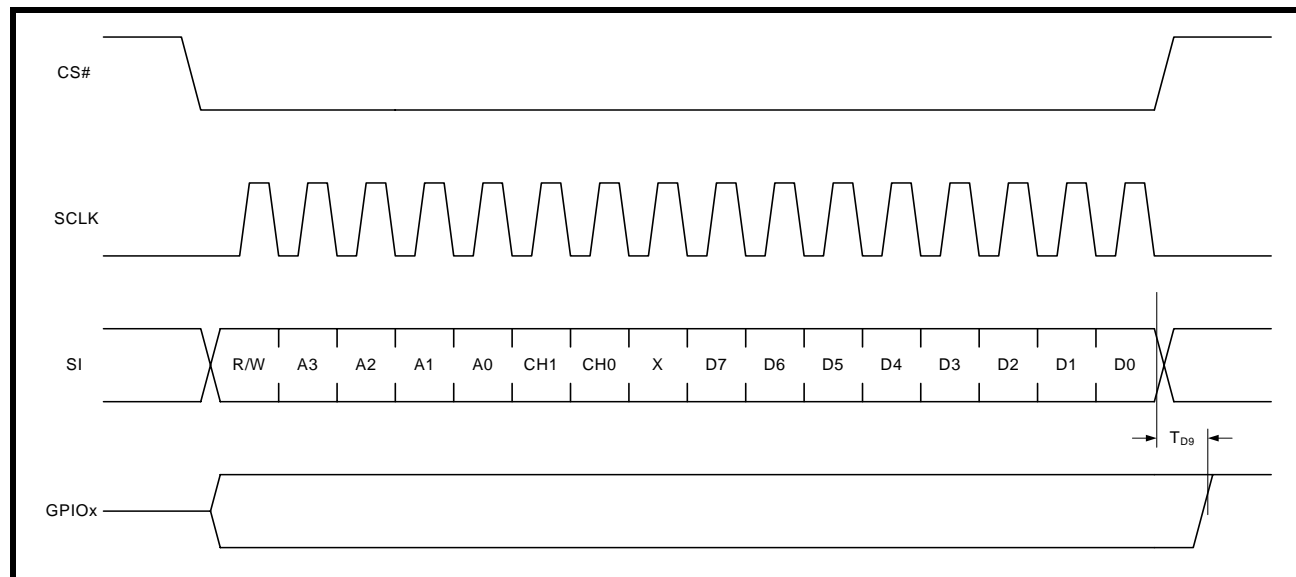 CS#
SCLK
SI R/W A3 A2 A1 A0 CH1 CH0 X D7 D6 D5 D4 D3 D2 D1 D0
TD9
GPIOx